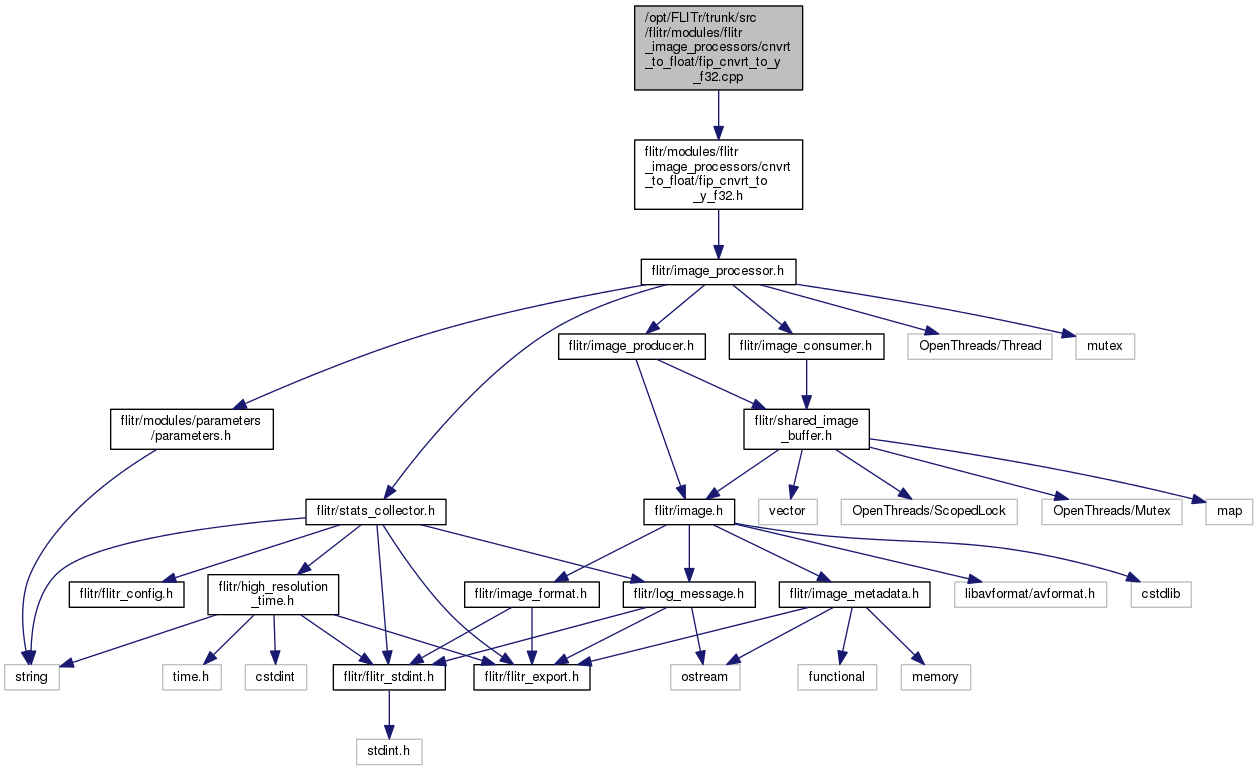 /opt/FLITr/trunk/src
/flitr/modules/flitr
_image_processors/cnvrt
_to_float/fip_cnvrt_to_y
_f32.cpp
flitr/modules/flitr
_image_processors/cnvrt
_to_float/fip_cnvrt_to
_y_f32.h
flitr/image_processor.h
flitr/image_producer.h
flitr/image_consumer.h
OpenThreads/Thread
mutex
flitr/modules/parameters
/parameters.h
flitr/shared_image
_buffer.h
flitr/stats_collector.h
flitr/image.h
vector
OpenThreads/ScopedLock
OpenThreads/Mutex
map
flitr/flitr_config.h
flitr/high_resolution
_time.h
flitr/image_format.h
flitr/log_message.h
flitr/image_metadata.h
libavformat/avformat.h
cstdlib
string
time.h
cstdint
flitr/flitr_stdint.h
flitr/flitr_export.h
ostream
functional
memory
stdint.h